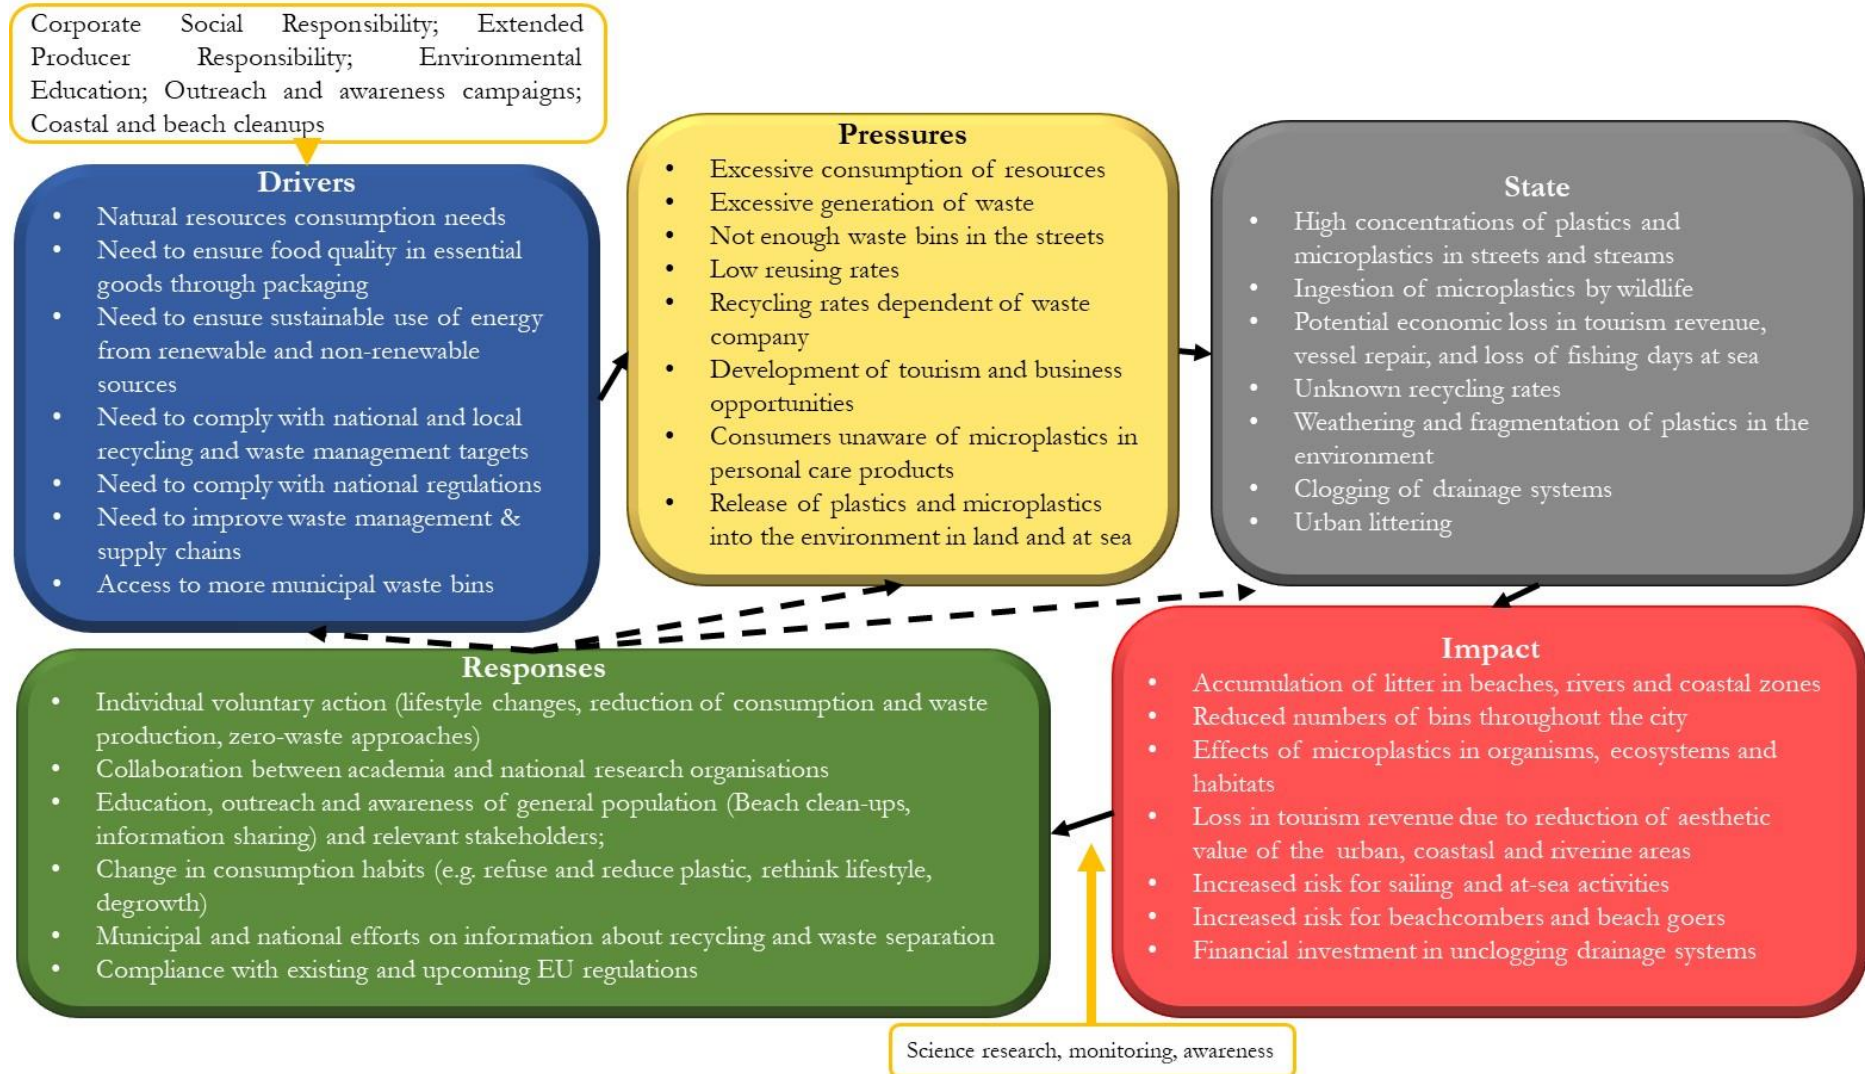 Corporate Social Responsibility; Extended
Producer Responsibility; Environmental
Education; Outreach and awareness campaigns;
Coastal and beach cleanups
Drivers
• Natural resources consumption needs
• Need to ensure food quality in essential
goods through packaging
• Need to ensure sustainable use of energy
from renewable and non-renewable
sources
• Need to comply with national and local
recycling and waste management targets
• Need to comply with national regulations
• Need to improve waste management &
supply chains
• Access to more municipal waste bins
Pressures
• Excessive consumption of resources
• Excessive generation of waste
• Not enough waste bins in the streets
• Low reusing rates
• Recycling rates dependent of waste
company
• Development of tourism and business
opportunities
• Consumers unaware of microplastics in
personal care products
• Release of plastics and microplastics
into the environment in land and at sea
State
• High concentrations of plastics and
microplastics in streets and streams
• Ingestion of microplastics by wildlife
• Potential economic loss in tourism revenue,
vessel repair, and loss of fishing days at sea
• Unknown recycling rates
• Weathering and fragmentation of plastics in the
environment
• Clogging of drainage systems
• Urban littering
Impact
• Accumulation of litter in beaches, rivers and coastal zones
• Reduced numbers of bins throughout the city
• Effects of microplastics in organisms, ecosystems and
habitats
• Loss in tourism revenue due to reduction of aesthetic
value of the urban, coastasl and riverine areas
• Increased risk for sailing and at-sea activities
• Increased risk for beachcombers and beach goers
• Financial investment in unclogging drainage systems
Responses
• Individual voluntary action (lifestyle changes, reduction of consumption and waste
production, zero-waste approaches)
• Collaboration between academia and national research organisations
• Education, outreach and awareness of general population (Beach clean-ups,
information sharing) and relevant stakeholders;
• Change in consumption habits (e.g. refuse and reduce plastic, rethink lifestyle,
degrowth)
• Municipal and national efforts on information about recycling and waste separation
• Compliance with existing and upcoming EU regulations
Science research, monitoring, awareness